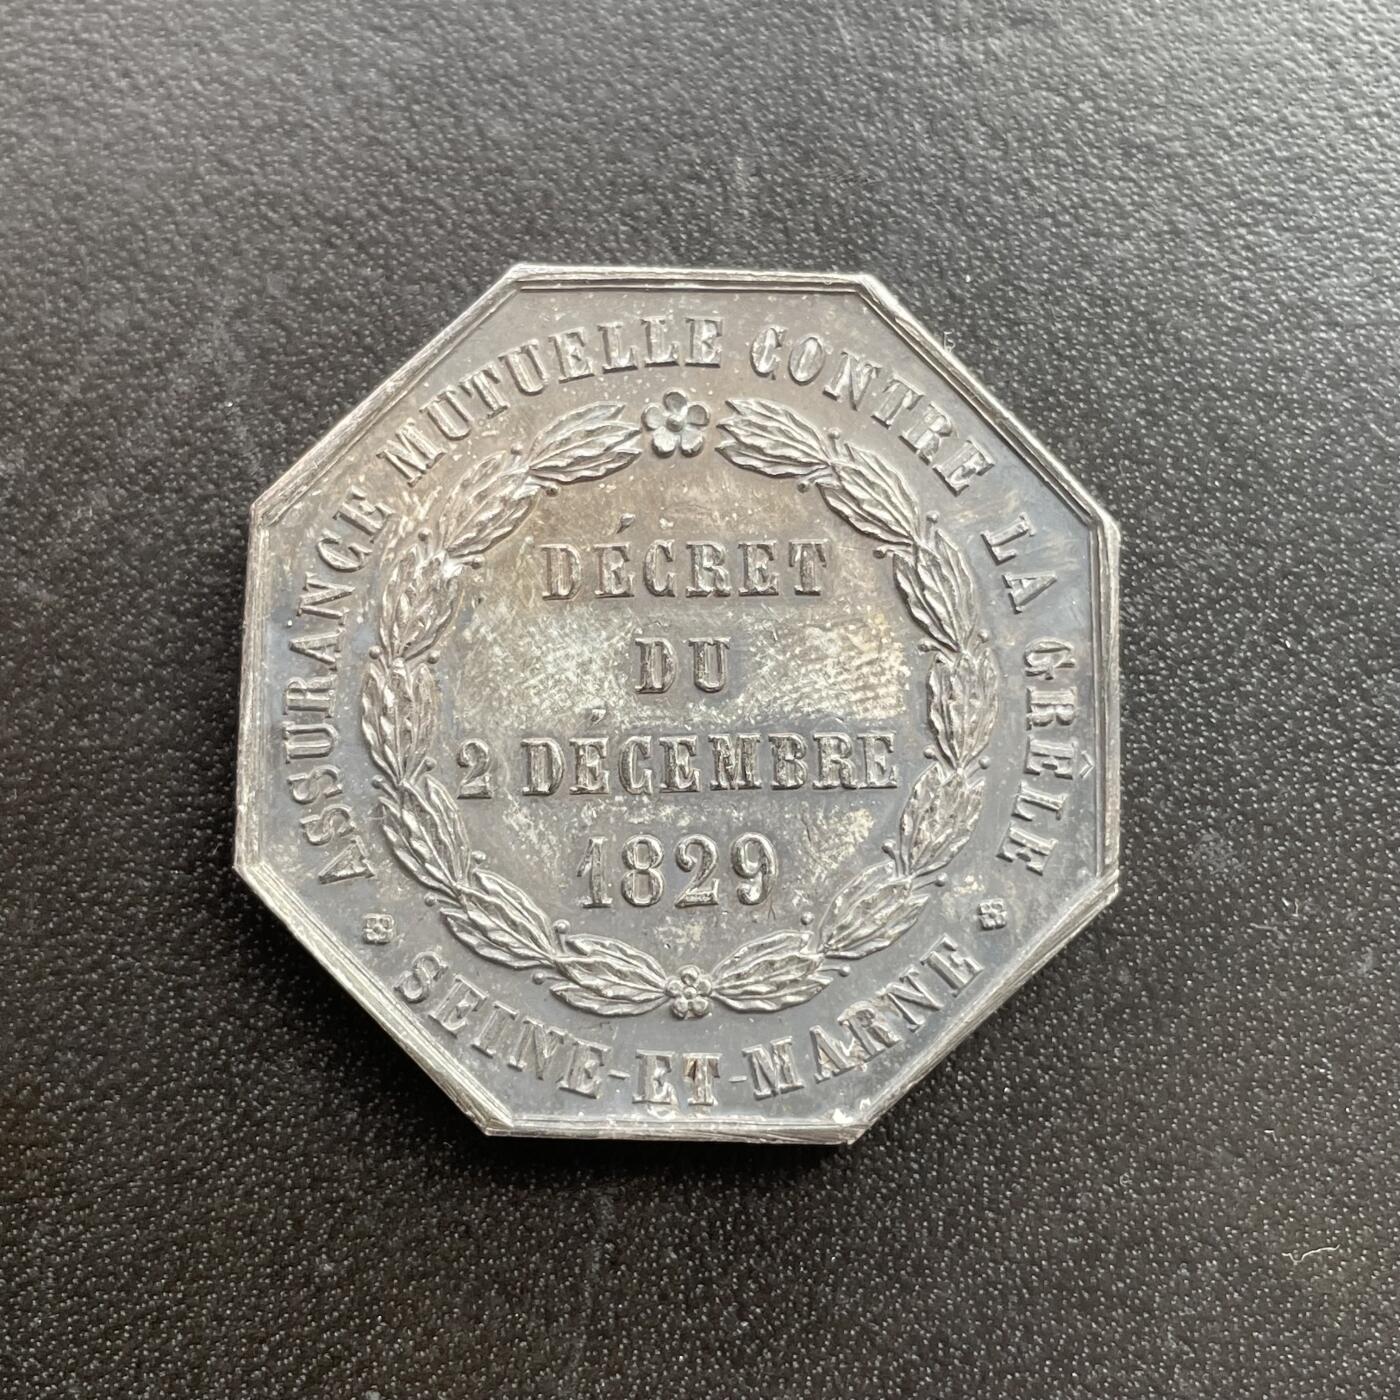 ASSURANCE MUTUELLE CONTRE LA GRÊLE
DÉCRET
DU
2 DÉCEMBRE
1829
SEINE-ET-MARNE